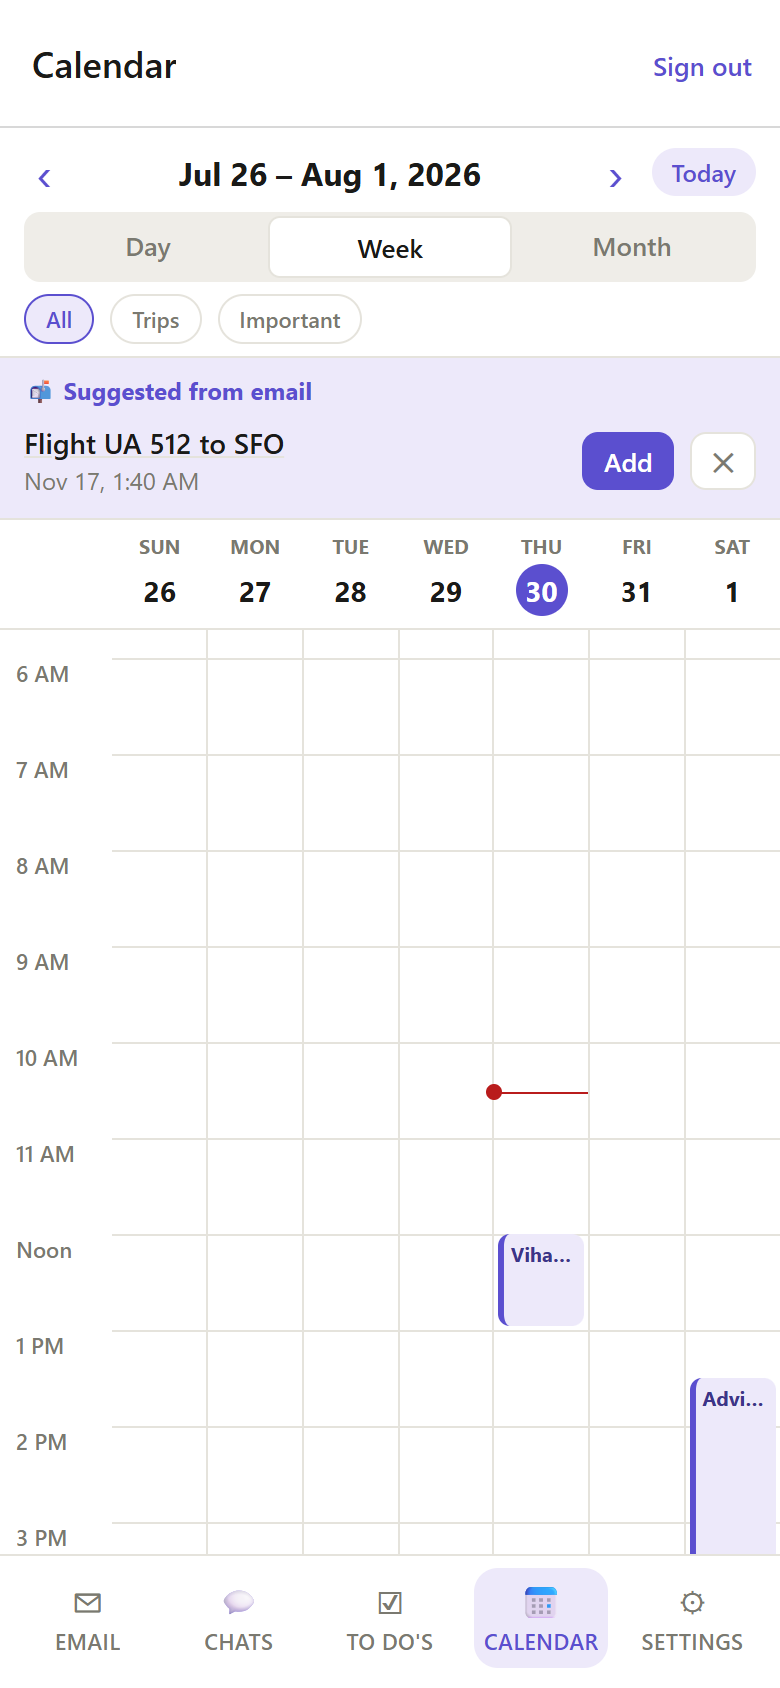 Calendar
Sign out
‹ Jul 26 – Aug 1, 2026 › Today
Day Week Month
All Trips Important
Suggested from email
Flight UA 512 to SFO
Nov 17, 1:40 AM
Add ×
SUN MON TUE WED THU FRI SAT
26 27 28 29 30 31 1
6 AM
7 AM
8 AM
9 AM
10 AM
11 AM
Noon
Viha...
1 PM
Advi...
2 PM
3 PM
EMAIL CHATS TO DO'S CALENDAR SETTINGS